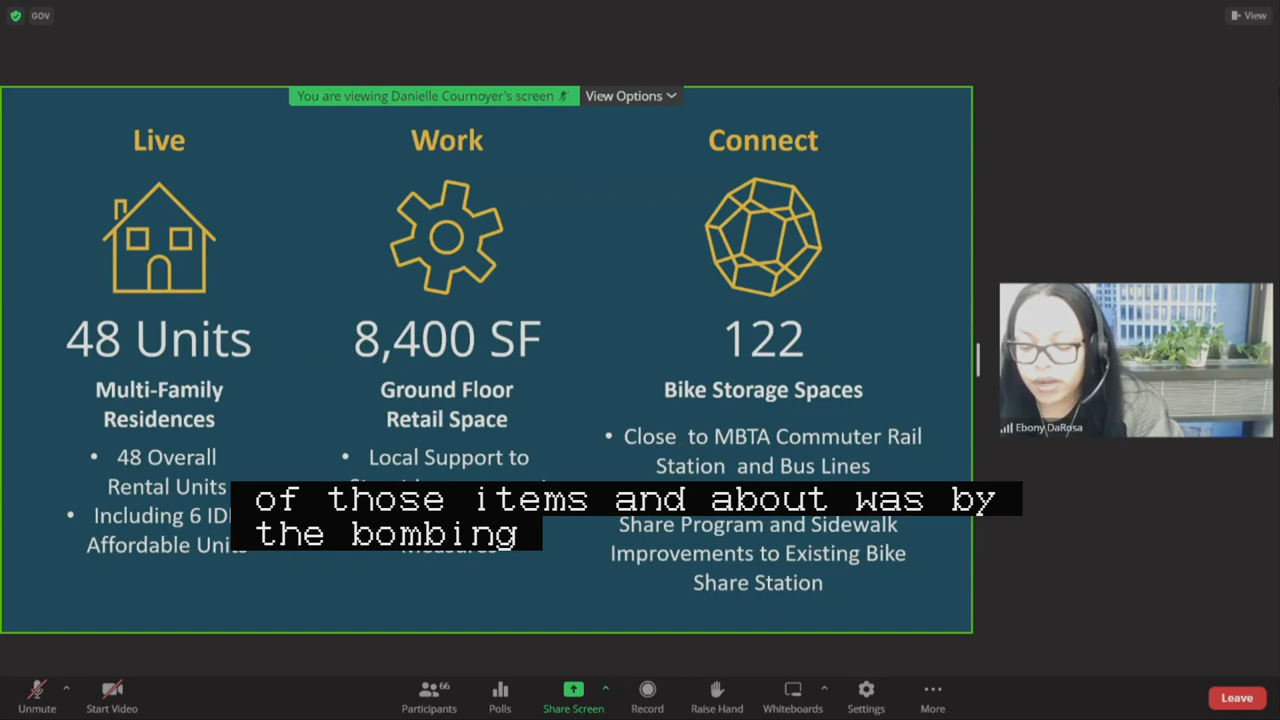 GOV
View
You are viewing Danielle Cournoyer's screen
View Options
Live
Work
Connect
48 Units
8,400 SF
122
Multi-Family
Residences
Ground Floor
Retail Space
Bike Storage Spaces
• 48 Overall
Rental Units
• Including 6 ID
Affordable Unit
• Local Support to
• Close to MBTA Commuter Rail
Station and Bus Lines
Share Program and Sidewalk
Improvements to Existing Bike
Share Station
of those items and about was by
the bombing
Ebony DaRosa
Unmute
Start Video
66
Participants
Polls
Share Screen
Record
Raise Hand
Whiteboards
Settings
More
Leave